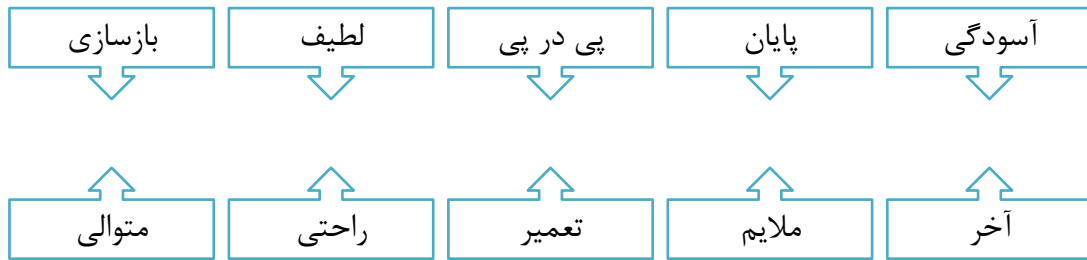 آسودگی پایان پی در پی لطیف بازسازی
آخر ملایم تعمیر راحتی متوالی